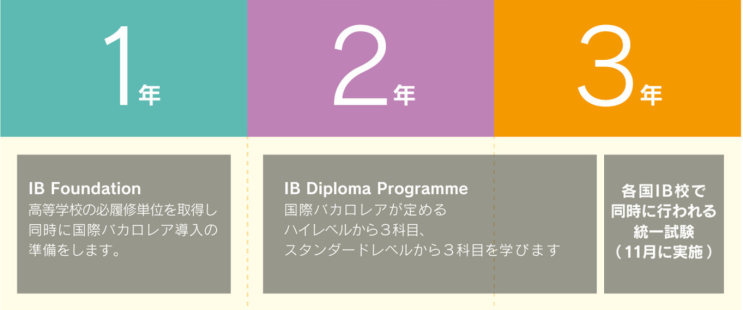 1年
2年
3年
IB Foundation
高等学校の必履修単位を取得し
同時に国際バカロレア導入の
準備をします。
IB Diploma Programme
国際バカロレアが定める
ハイレベルから3科目、
スタンダードレベルから3科目を学びます
各国IB校で
同時に行われる
統一試験
（11月に実施）